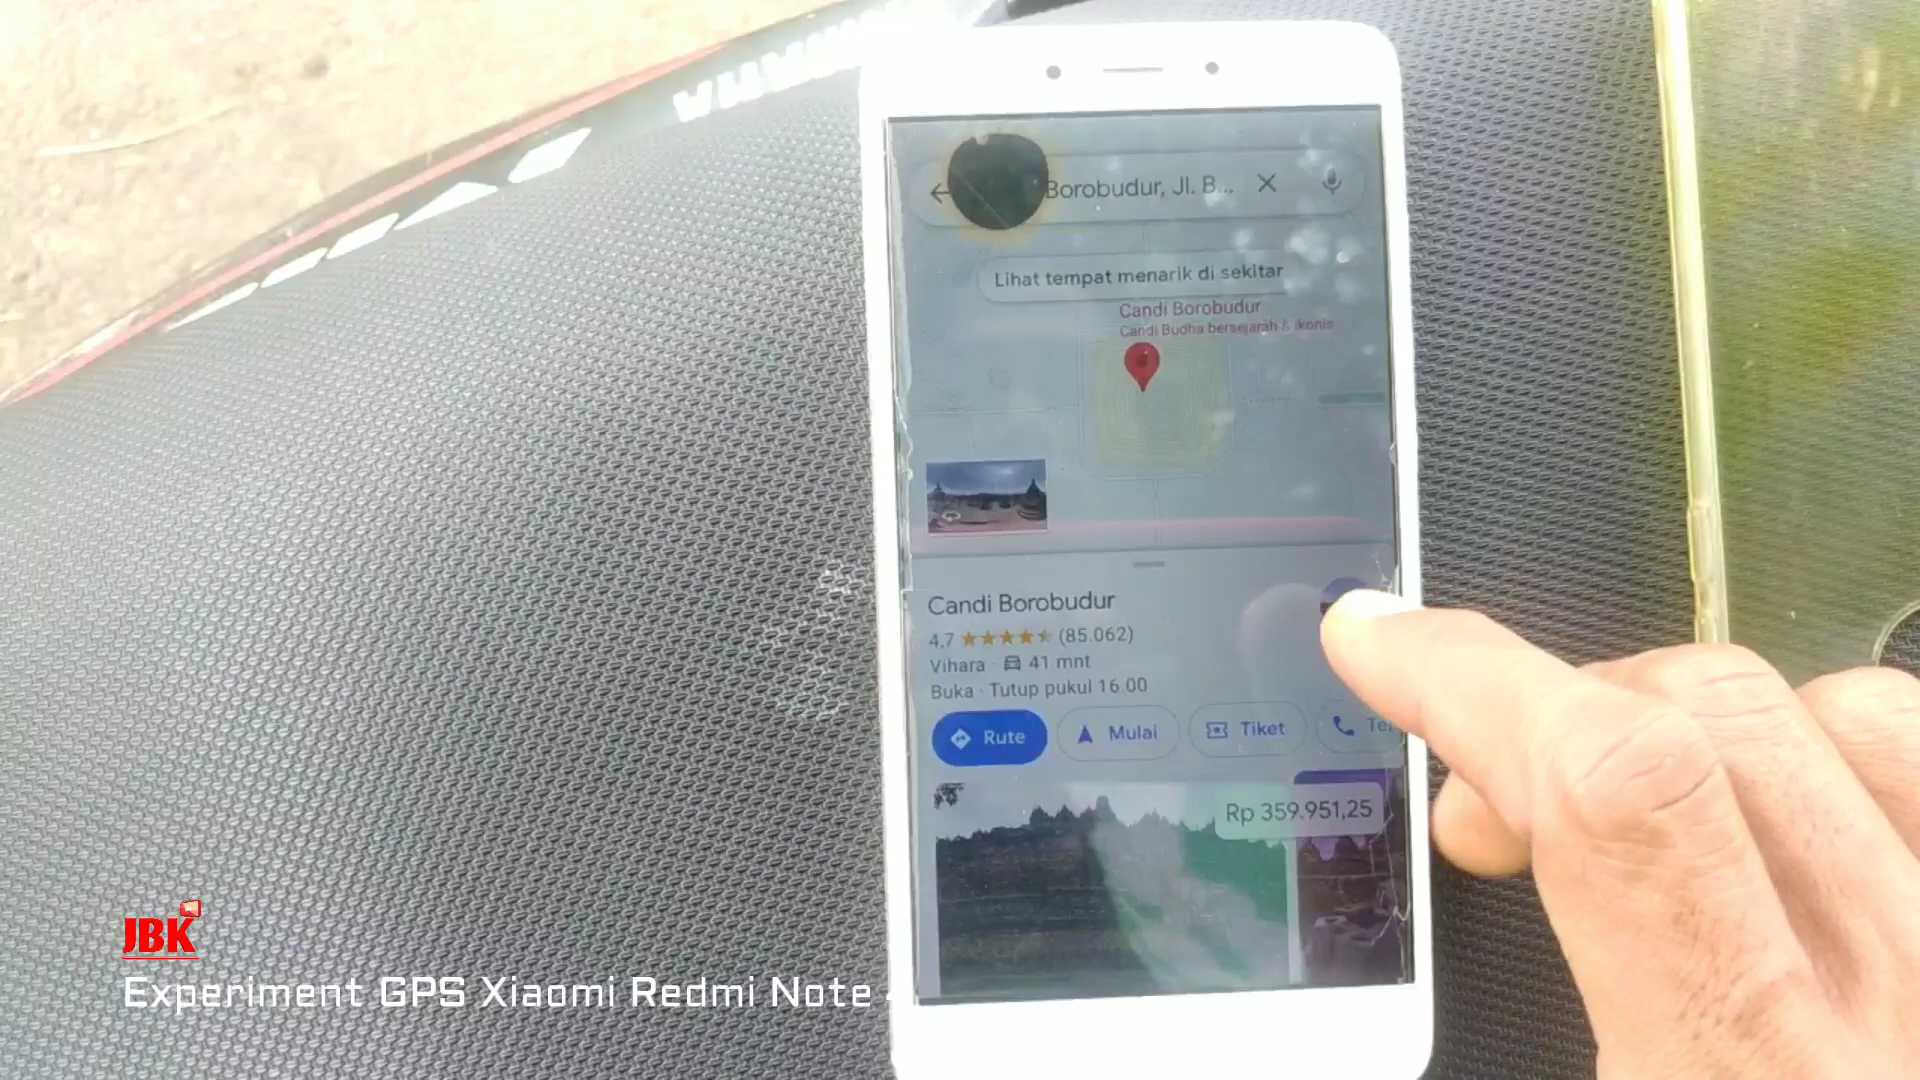 Borobudur, Jl. B...
Lihat tempat menarik di sekitar
Candi Borobudur
Candi Budha bersejarah & ikonis
Candi Borobudur
4,7 (85.062)
Vihara · 41 mnt
Buka · Tutup pukul 16.00
Rute
Mulai
Tiket
Rp 359.951,25
JBK
Experiment GPS Xiaomi Redmi Note